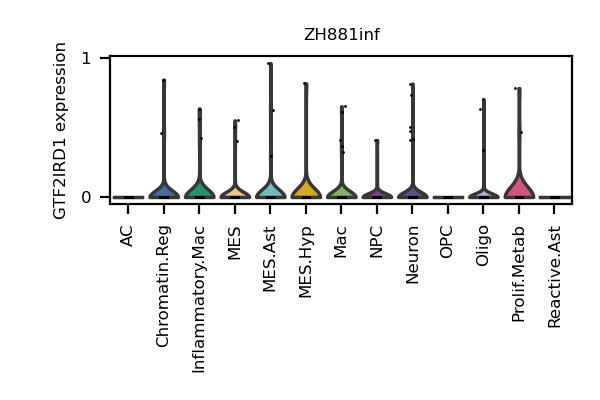 ZH881inf
GTF2IRD1 expression
1
0
AC
Chromatin.Reg
Inflammatory.Mac
MES
MES.Ast
MES.Hyp
Mac
NPC
Neuron
OPC
Oligo
Prolif.Metab
Reactive.Ast